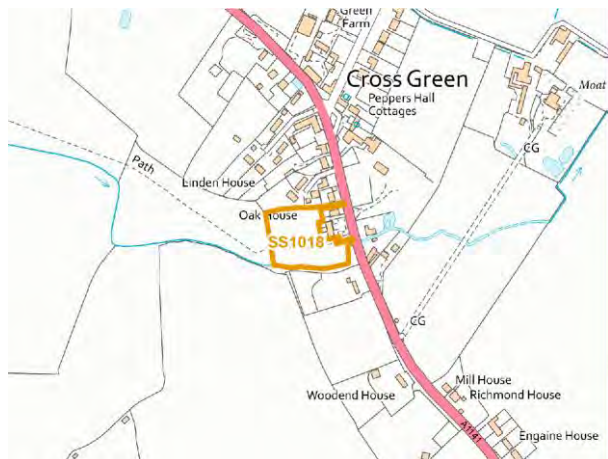 Green
Farm
Cross Green
Peppers Hall
Cottages
Moat
CG
Path
Linden House
Oak House
SS1018
CG
Mill House
Richmond House
Woodend House
A1141
Engaine House